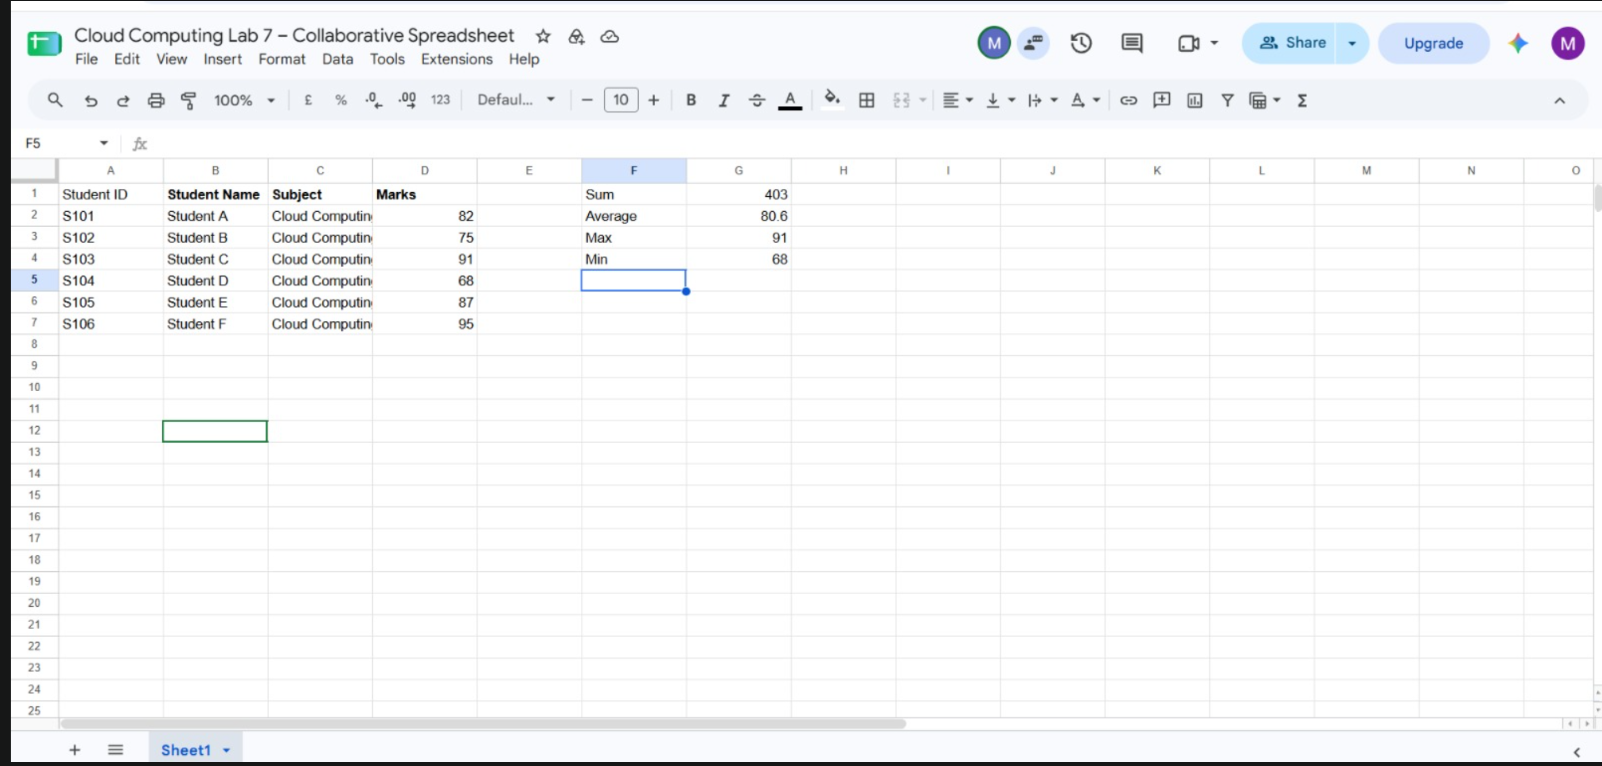 Cloud Computing Lab 7 – Collaborative Spreadsheet
File Edit View Insert Format Data Tools Extensions Help
M Share Upgrade M
100% £ % .0 .00 123 Defaul... − 10 + B I A Σ
F5 fx
A B C D E F G H I J K L M N O
1 Student ID Student Name Subject Marks Sum 403
2 S101 Student A Cloud Computin 82 Average 80.6
3 S102 Student B Cloud Computin 75 Max 91
4 S103 Student C Cloud Computin 91 Min 68
5 S104 Student D Cloud Computin 68
6 S105 Student E Cloud Computin 87
7 S106 Student F Cloud Computin 95
8
9
10
11
12
13
14
15
16
17
18
19
20
21
22
23
24
25
+ Sheet1